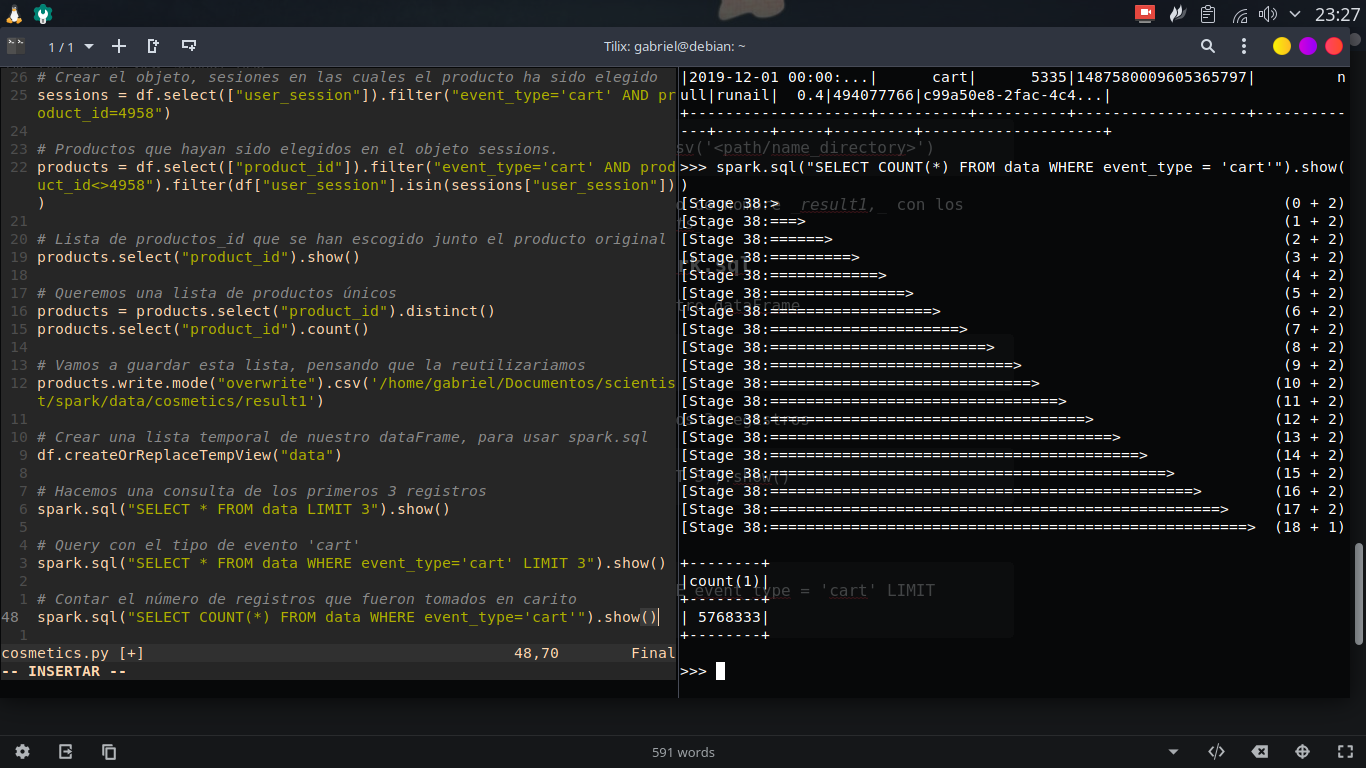 23:27
1 / 1
Tilix: gabriel@debian: ~
26 # Crear el objeto, sesiones en las cuales el producto ha sido elegido
25 sessions = df.select(["user_session"]).filter("event_type='cart' AND pr
oduct_id=4958")
24
23 # Productos que hayan sido elegidos en el objeto sessions.
22 products = df.select(["product_id"]).filter("event_type='cart' AND prod
uct_id<>4958").filter(df["user_session"].isin(sessions["user_session"])
)
21
20 # Lista de productos_id que se han escogido junto el producto original
19 products.select("product_id").show()
18
17 # Queremos una lista de productos únicos
16 products = products.select("product_id").distinct()
15 products.select("product_id").count()
14
13 # Vamos a guardar esta lista, pensando que la reutilizariamos
12 products.write.mode("overwrite").csv('/home/gabriel/Documentos/scientis
t/spark/data/cosmetics/result1')
11
10 # Crear una lista temporal de nuestro dataFrame, para usar spark.sql
9 df.createOrReplaceTempView("data")
8
7 # Hacemos una consulta de los primeros 3 registros
6 spark.sql("SELECT * FROM data LIMIT 3").show()
5
4 # Query con el tipo de evento 'cart'
3 spark.sql("SELECT * FROM data WHERE event_type='cart' LIMIT 3").show()
2
1 # Contar el número de registros que fueron tomados en carito
48 spark.sql("SELECT COUNT(*) FROM data WHERE event_type='cart'").show()
1
cosmetics.py [+] 48,70 Final
-- INSERTAR --
|2019-12-01 00:00:...| cart| 5335|1487580009605365797| n
ull|runail| 0.4|494077766|c99a50e8-2fac-4c4...|
+--------------------+----------+----------+-------------------+----------
---+------+-----+---------+--------------------+
sv('<path/name_directory>')
>>> spark.sql("SELECT COUNT(*) FROM data WHERE event_type = 'cart'").show(
)
[Stage 38:> (0 + 2)
result1, con los
[Stage 38:===> (1 + 2)
[Stage 38:======> (2 + 2)
[Stage 38:=========> (3 + 2)
[Stage 38:============> (4 + 2)
[Stage 38:===============> (5 + 2)
[Stage 38:==================> (6 + 2)
[Stage 38:=====================> (7 + 2)
[Stage 38:========================> (8 + 2)
[Stage 38:===========================> (9 + 2)
[Stage 38:=============================> (10 + 2)
[Stage 38:================================> (11 + 2)
[Stage 38:===================================> (12 + 2)
[Stage 38:======================================> (13 + 2)
[Stage 38:=========================================> (14 + 2)
[Stage 38:============================================> (15 + 2)
[Stage 38:===============================================> (16 + 2)
[Stage 38:==================================================> (17 + 2)
[Stage 38:=====================================================> (18 + 1)
+--------+
|count(1)|
E event_type = 'cart' LIMIT
+--------+
| 5768333|
+--------+
>>>
591 words